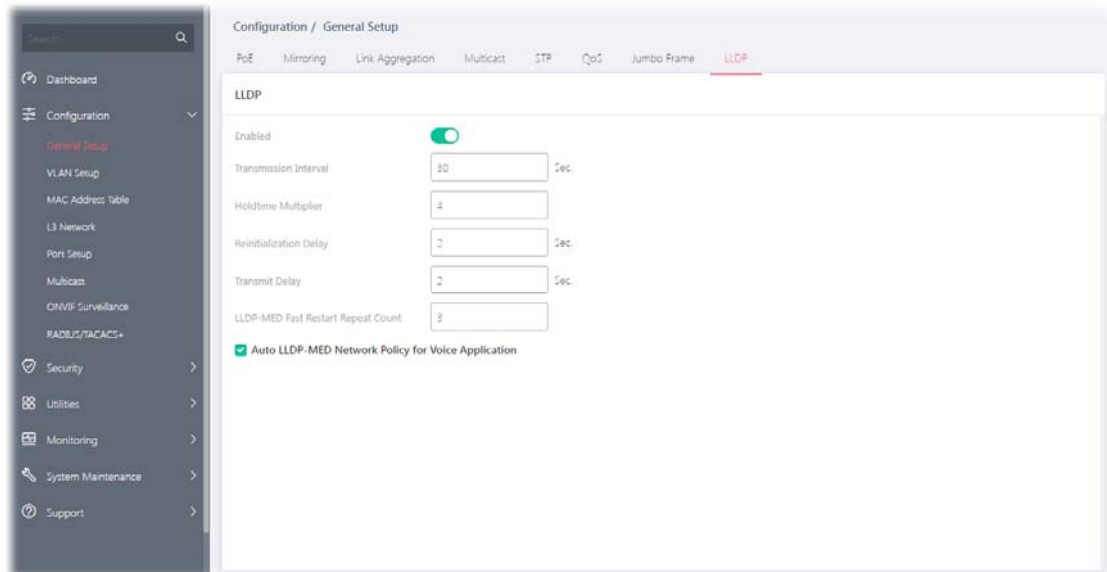 Search...
Dashboard
Configuration
General Setup
VLAN Setup
MAC Address Table
L3 Network
Port Setup
Multicast
ONVIF Surveillance
RADIUS/TACACS+
Security
Utilities
Monitoring
System Maintenance
Support
Configuration / General Setup
PoE Mirroring Link Aggregation Multicast STP QoS Jumbo Frame LLDP
LLDP
Enabled
Transmission Interval Sec.
Holdtime Multiplier 4
Reinitialization Delay 2 Sec.
Transmit Delay 2 Sec.
LLDP-MED Fast Restart Repeat Count 3
Auto LLDP-MED Network Policy for Voice Application